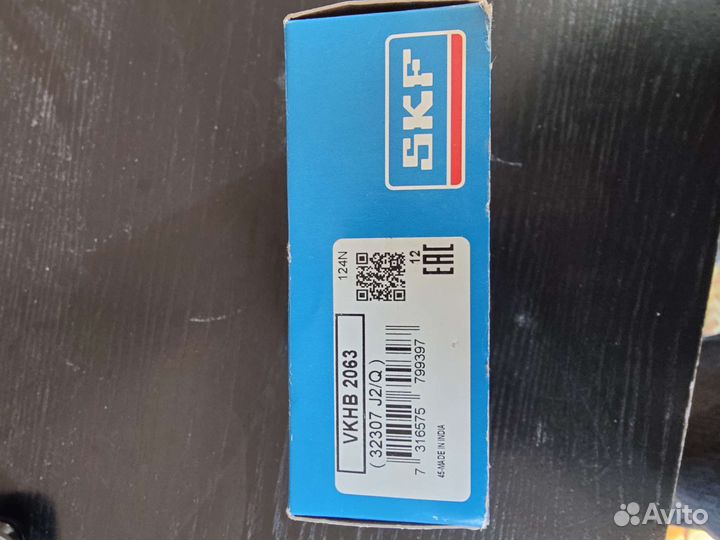 SKF
124N
12
EAC
VKHB 2063
( 32307 J2/Q )
7 316575 799397
45-MADE IN INDIA
Avito